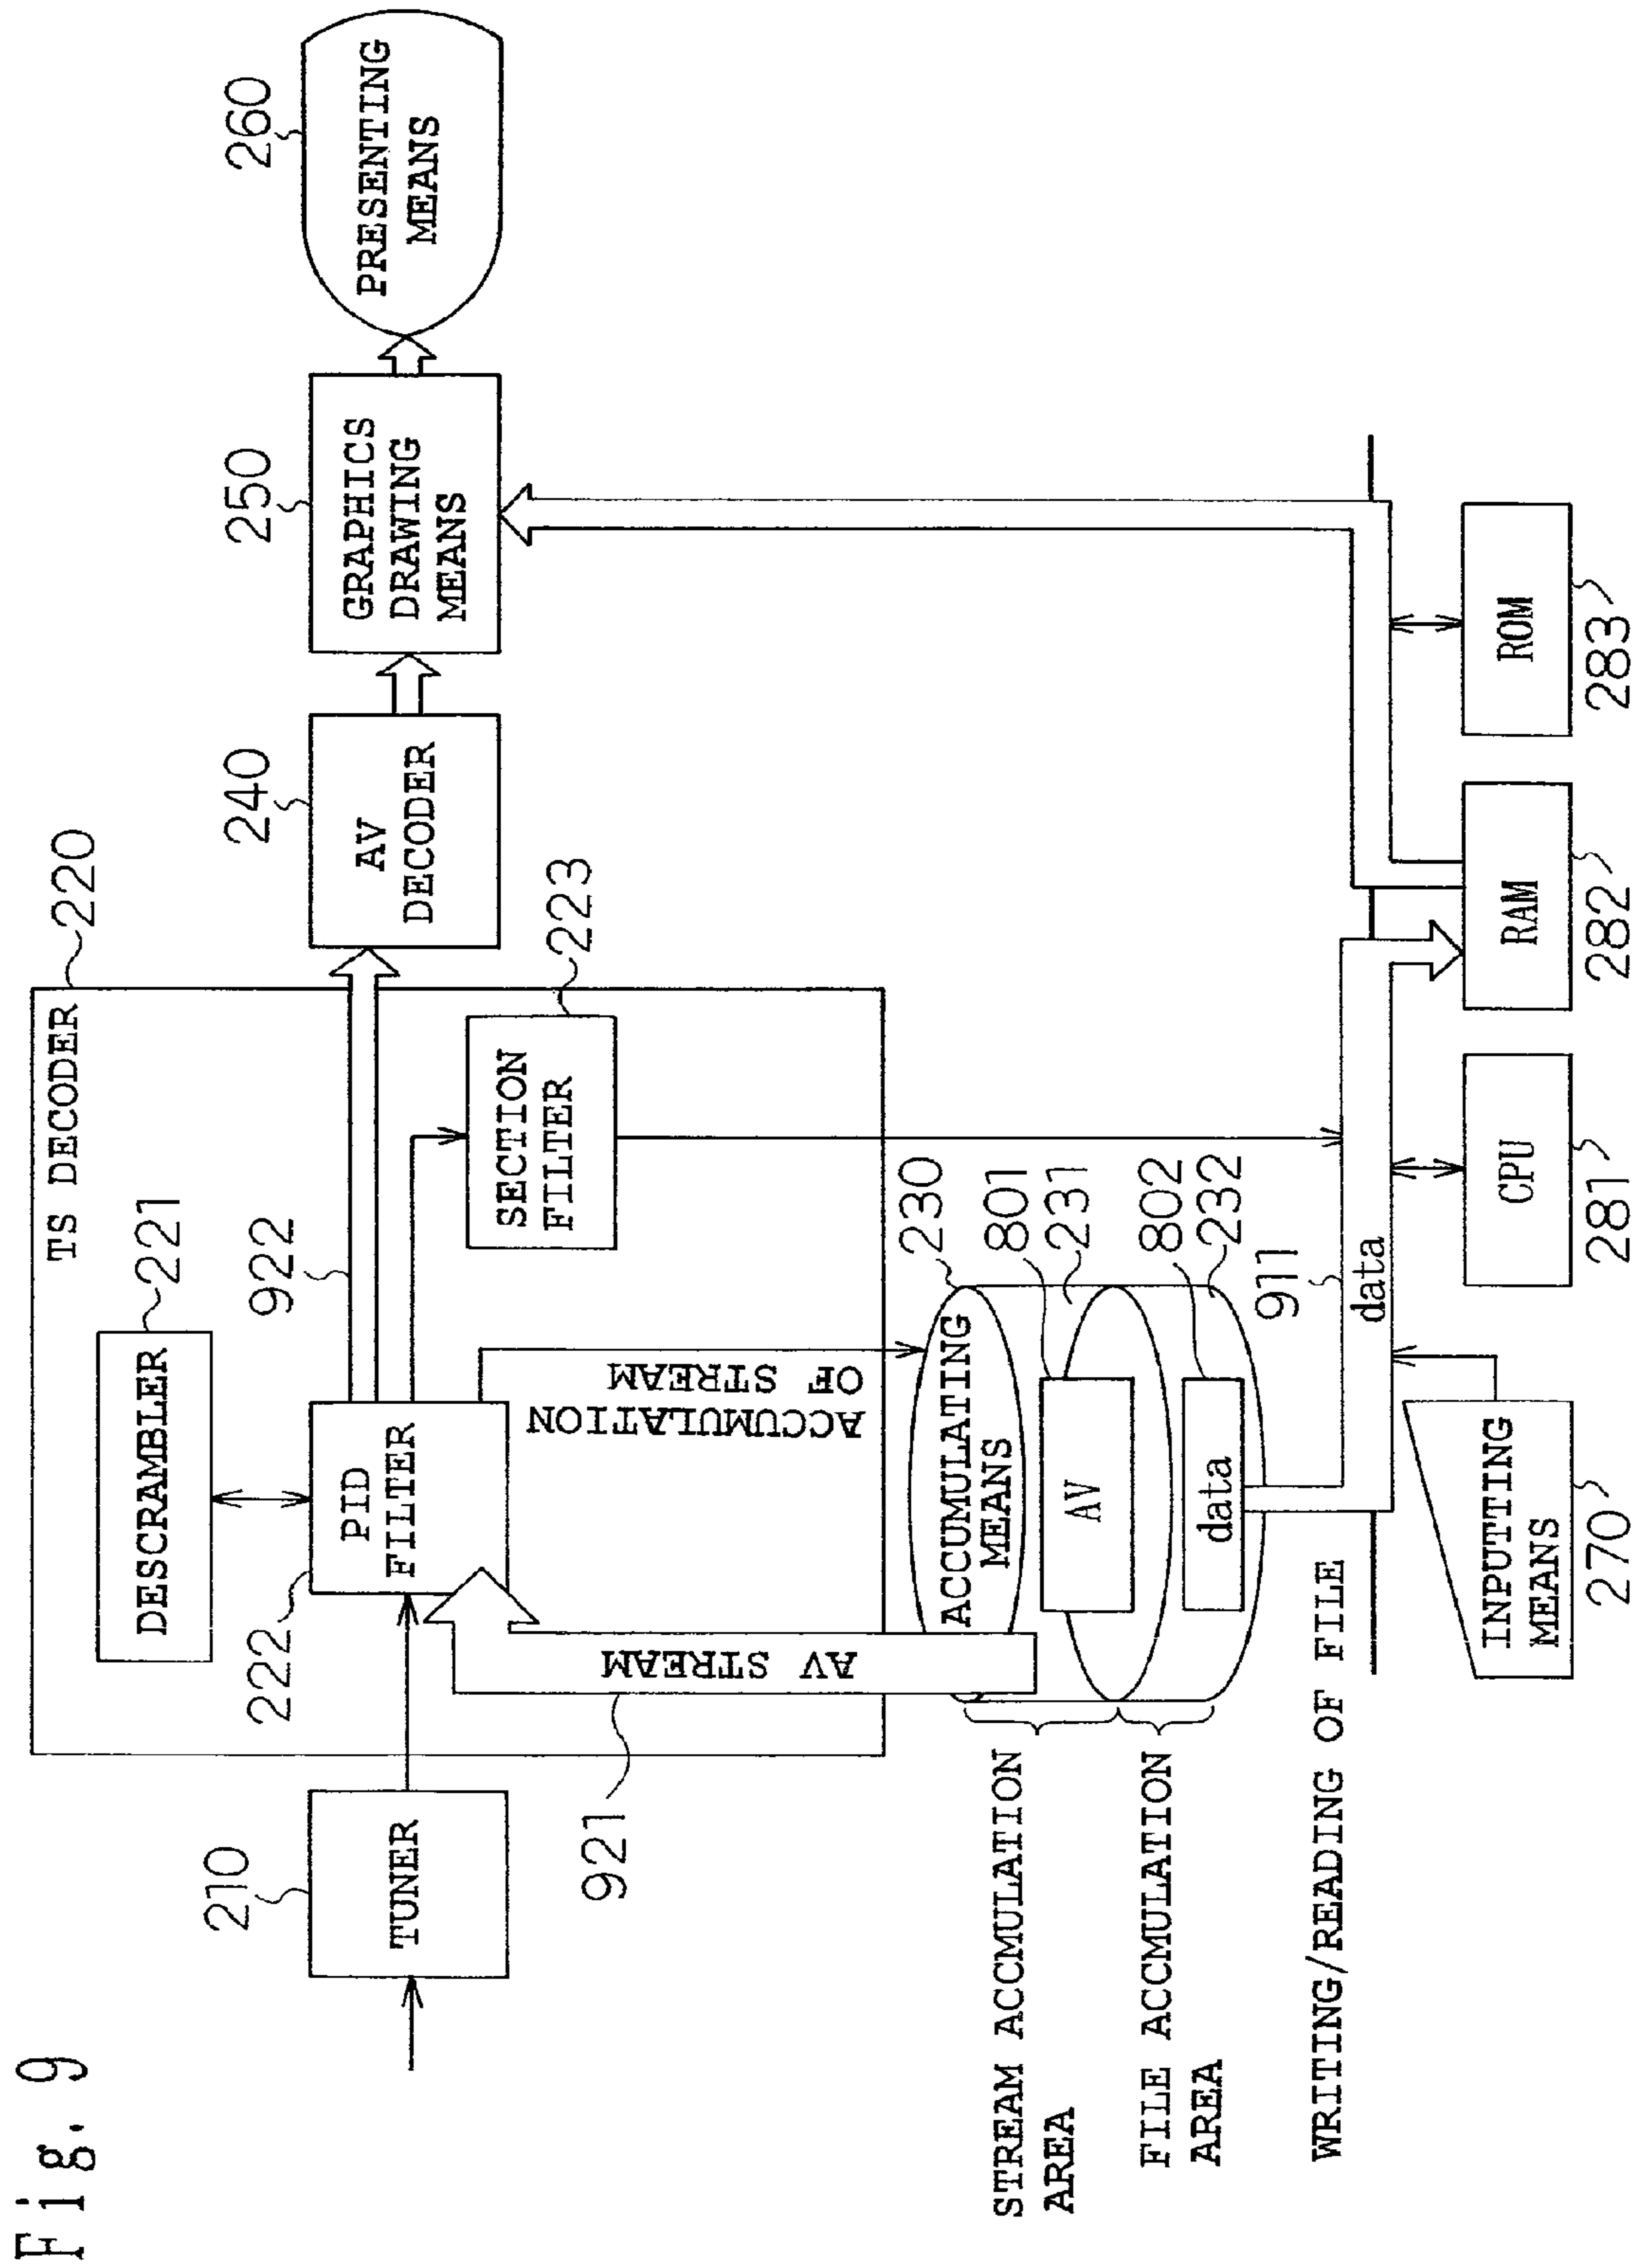 Fig. 9
TS DECODER
220
DESCRAMBLER
221
222
PID
FILTER
922
210
TUNER
240
AV
DECODER
250
GRAPHICS
DRAWING
MEANS
260
PRESENTING
MEANS
SECTION
FILTER
223
921
AV STREAM
ACCUMULATION
OF STREAM
ACCUMULATING
MEANS
230
AV
801
231
data
802
232
STREAM ACCMULATION
AREA
FILE ACCMULATION
AREA
WRITING/READING OF FILE
911
data
INPUTTING
MEANS
270
CPU
281
RAM
282
ROM
283